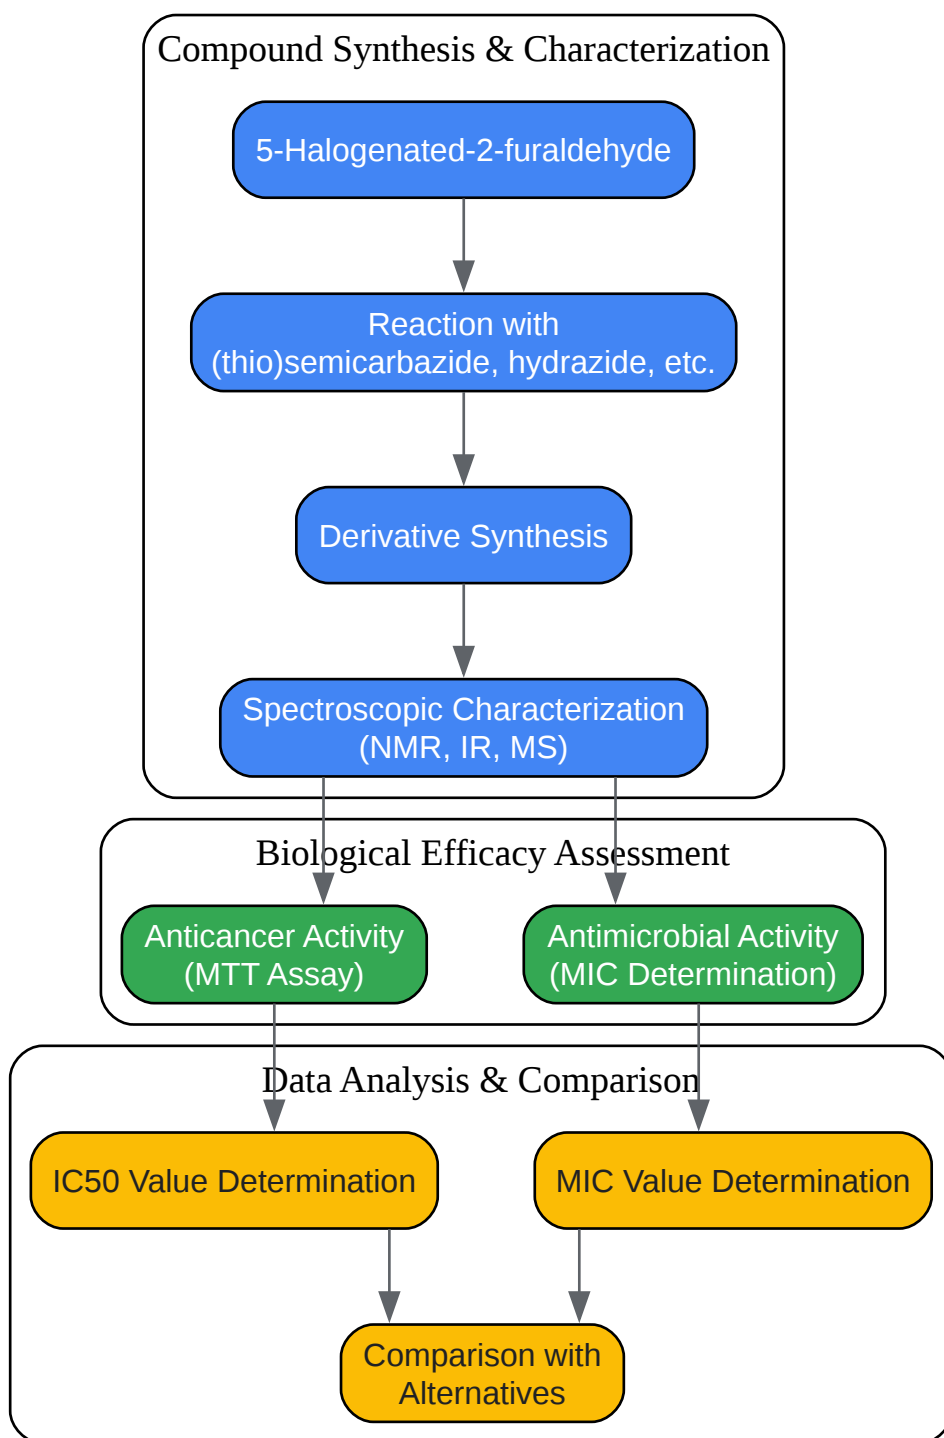 Compound Synthesis & Characterization
5-Halogenated-2-furaldehyde
Reaction with
(thio)semicarbazide, hydrazide, etc.
Derivative Synthesis
Spectroscopic Characterization
(NMR, IR, MS)
Biological Efficacy Assessment
Anticancer Activity
(MTT Assay)
Antimicrobial Activity
(MIC Determination)
Data Analysis & Comparison
IC50 Value Determination
MIC Value Determination
Comparison with
Alternatives